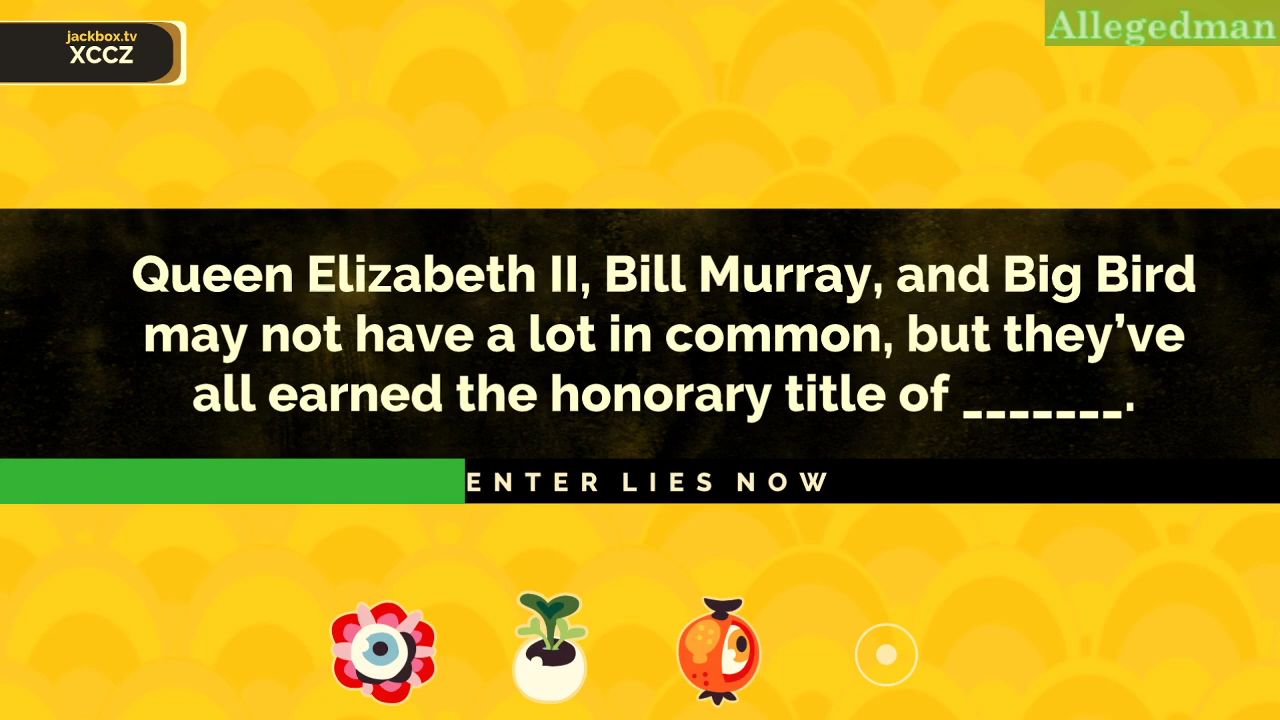 jackbox.tv
XCCZ
Allegedman
Queen Elizabeth II, Bill Murray, and Big Bird
may not have a lot in common, but they’ve
all earned the honorary title of _______.
ENTER LIES NOW